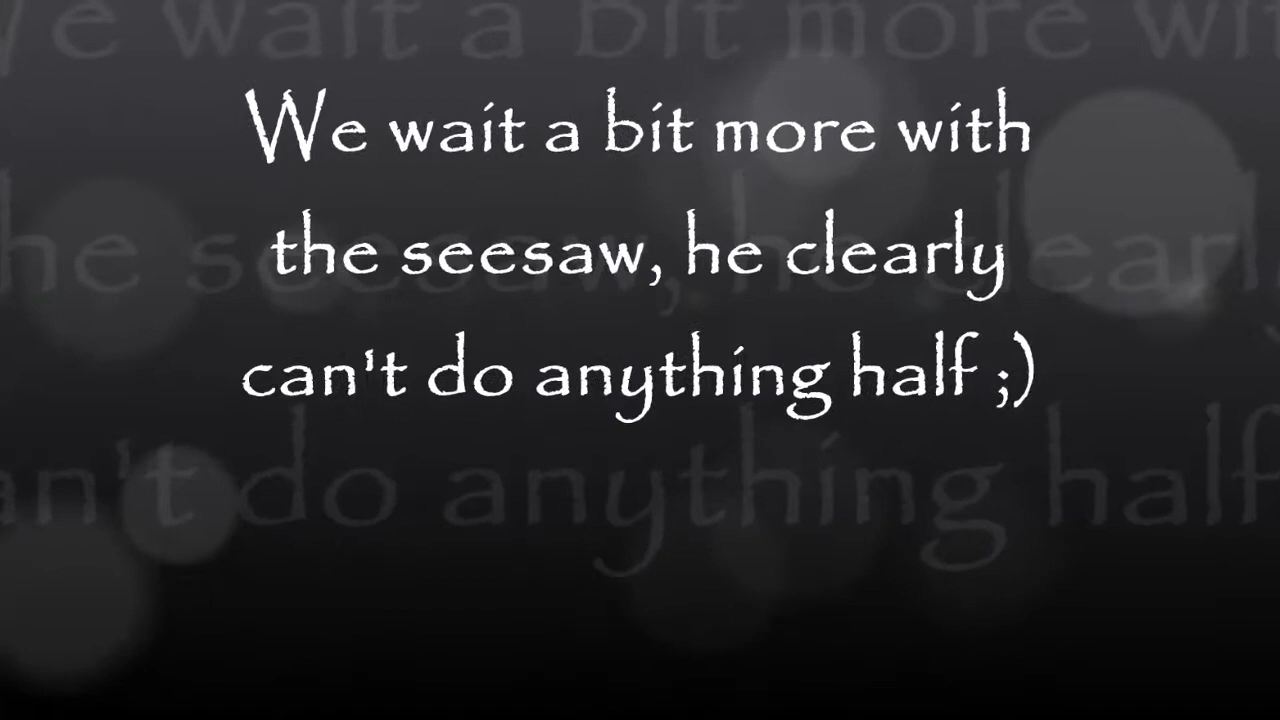 We wait a bit more with
the seesaw, he clearly
can't do anything half ;)